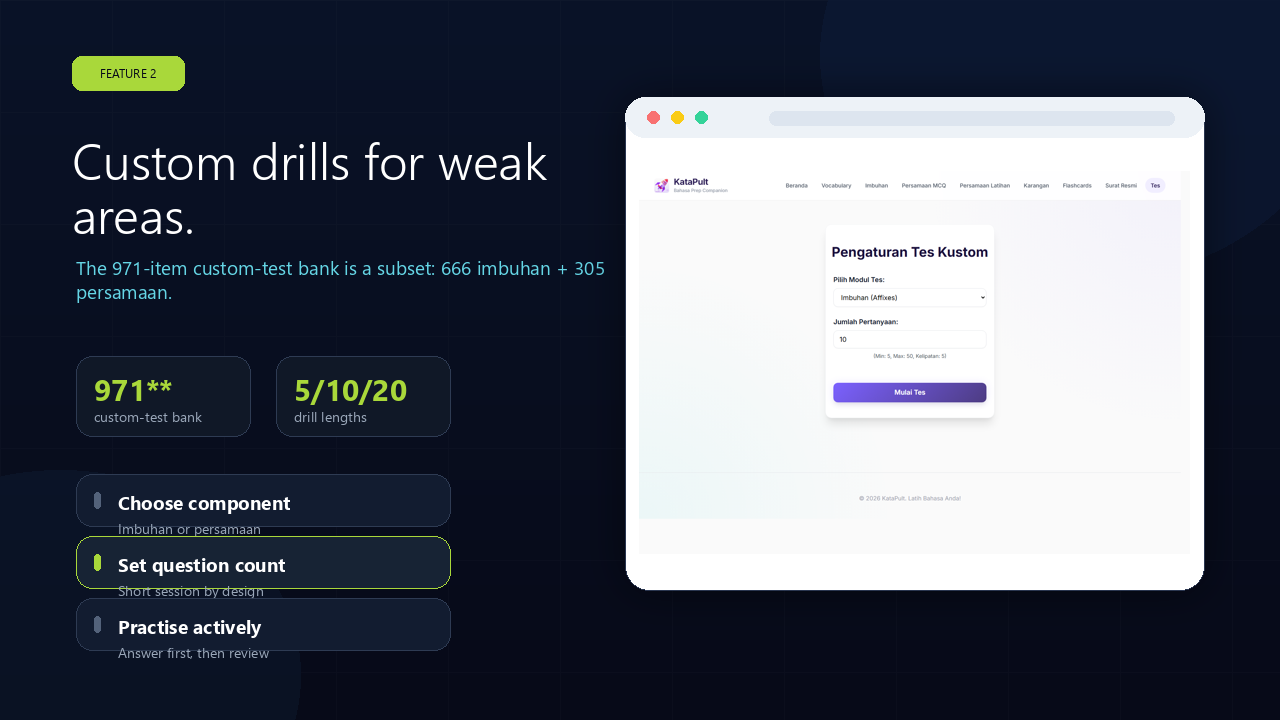 FEATURE 2
Custom drills for weak
areas.
The 971-item custom-test bank is a subset: 666 imbuhan + 305
persamaan.
971**
custom-test bank
5/10/20
drill lengths
Choose component
Imbuhan or persamaan
Set question count
Short session by design
Practise actively
Answer first, then review
KataPult
Bahasa Prep Companion
Beranda Vocabulary Imbuhan Persamaan MCQ Persamaan Latihan Karangan Flashcards Surat Resmi Tes
Pengaturan Tes Kustom
Pilih Modul Tes:
Imbuhan (Affixes)
Jumlah Pertanyaan:
10
(Min: 5, Max: 50, Kelipatan: 5)
Mulai Tes
© 2026 KataPult. Latih Bahasa Anda!